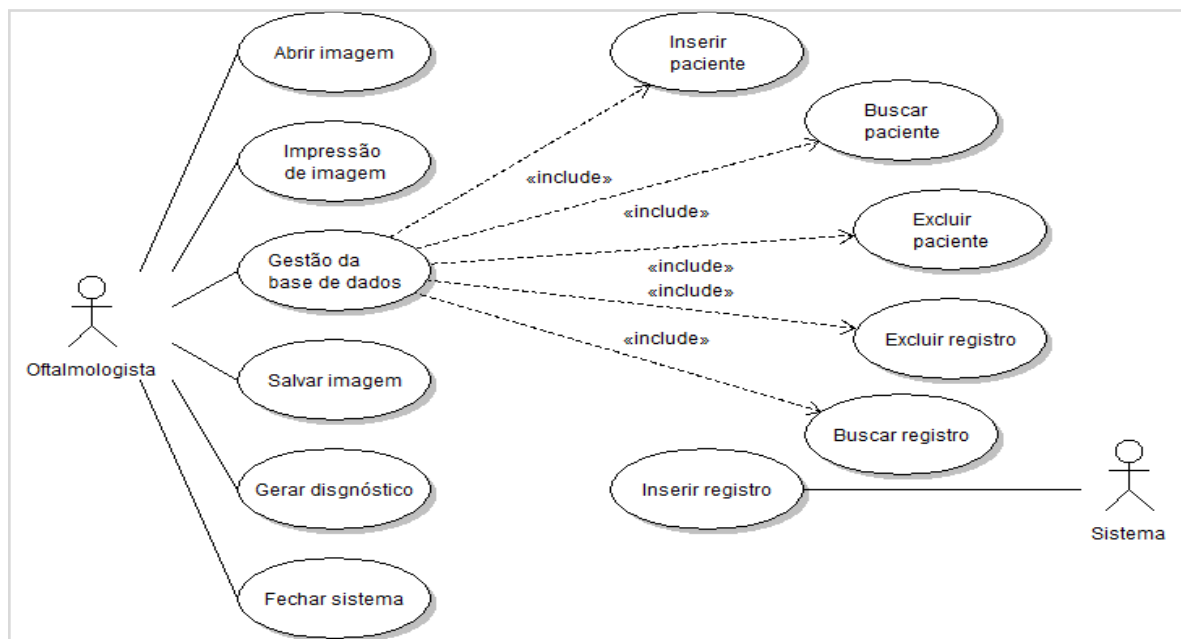 Abrir imagem
Inserir
paciente
Buscar
paciente
Impressão
de imagem
«include»
«include»
Excluir
paciente
Gestão da
base de dados
«include»
«include»
«include»
Excluir registro
Oftalmologista
Salvar imagem
Buscar registro
Gerar disgnóstico
Inserir registro
Sistema
Fechar sistema